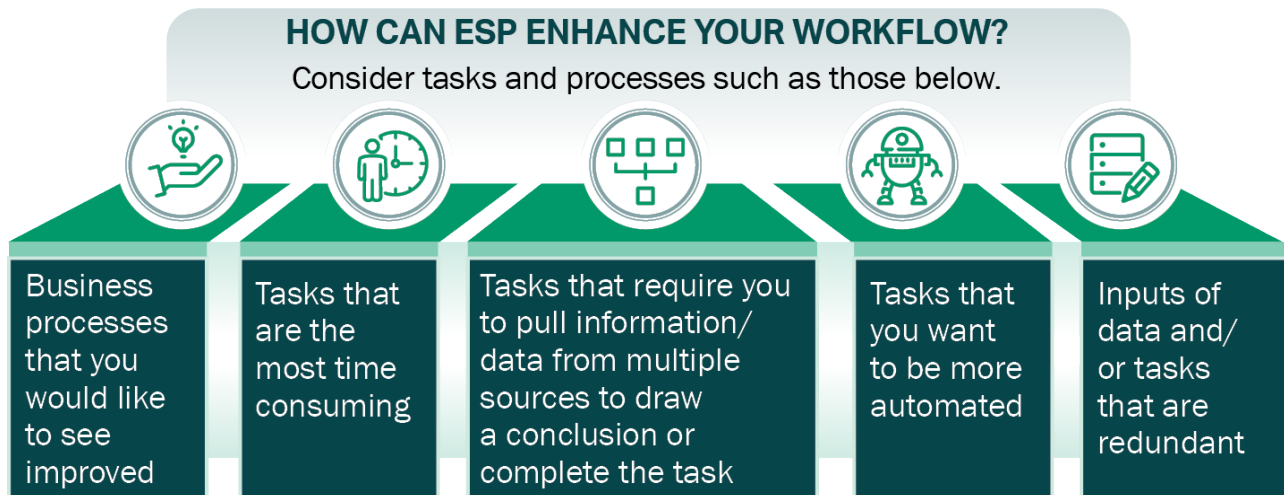 HOW CAN ESP ENHANCE YOUR WORKFLOW?
Consider tasks and processes such as those below.
Business
processes
that you
would like
to see
improved
Tasks that
are the
most time
consuming
Tasks that require you
to pull information/
data from multiple
sources to draw
a conclusion or
complete the task
Tasks that
you want
to be more
automated
Inputs of
data and/
or tasks
that are
redundant